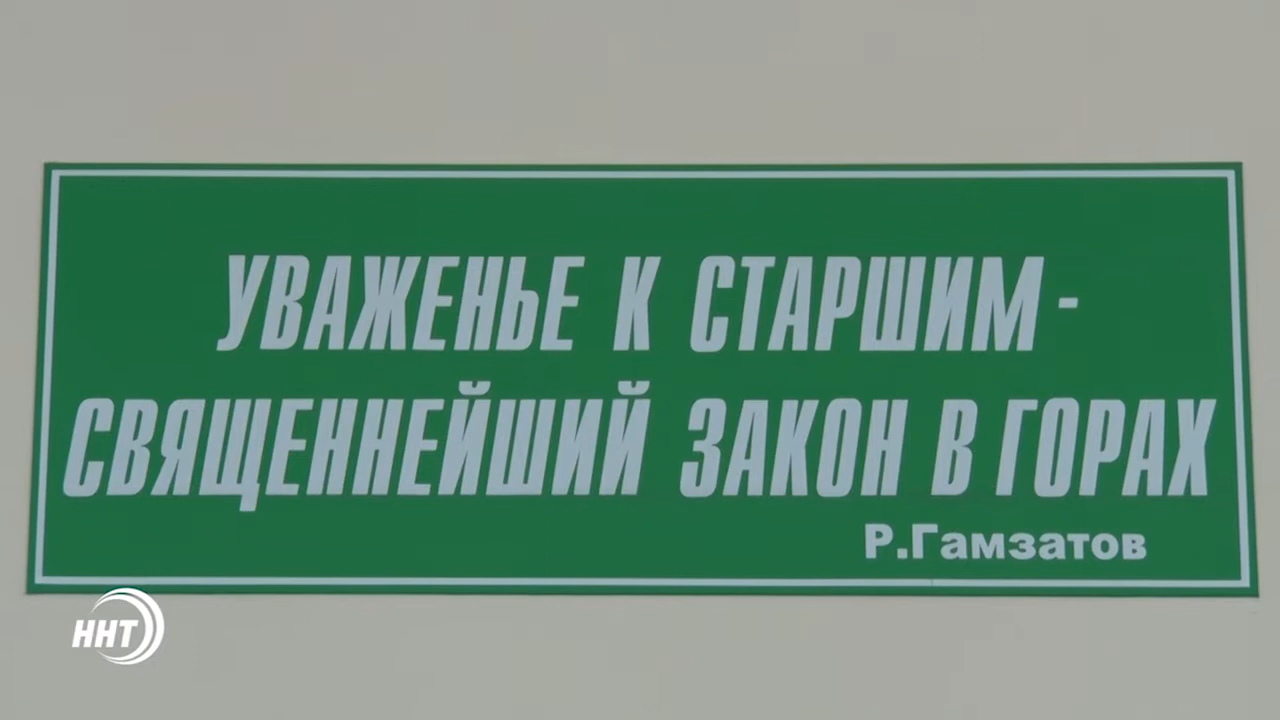 УВАЖЕНЬЕ К СТАРШИМ -
СВЯЩЕННЕЙШИЙ ЗАКОН В ГОРАХ
Р.Гамзатов
ННТ